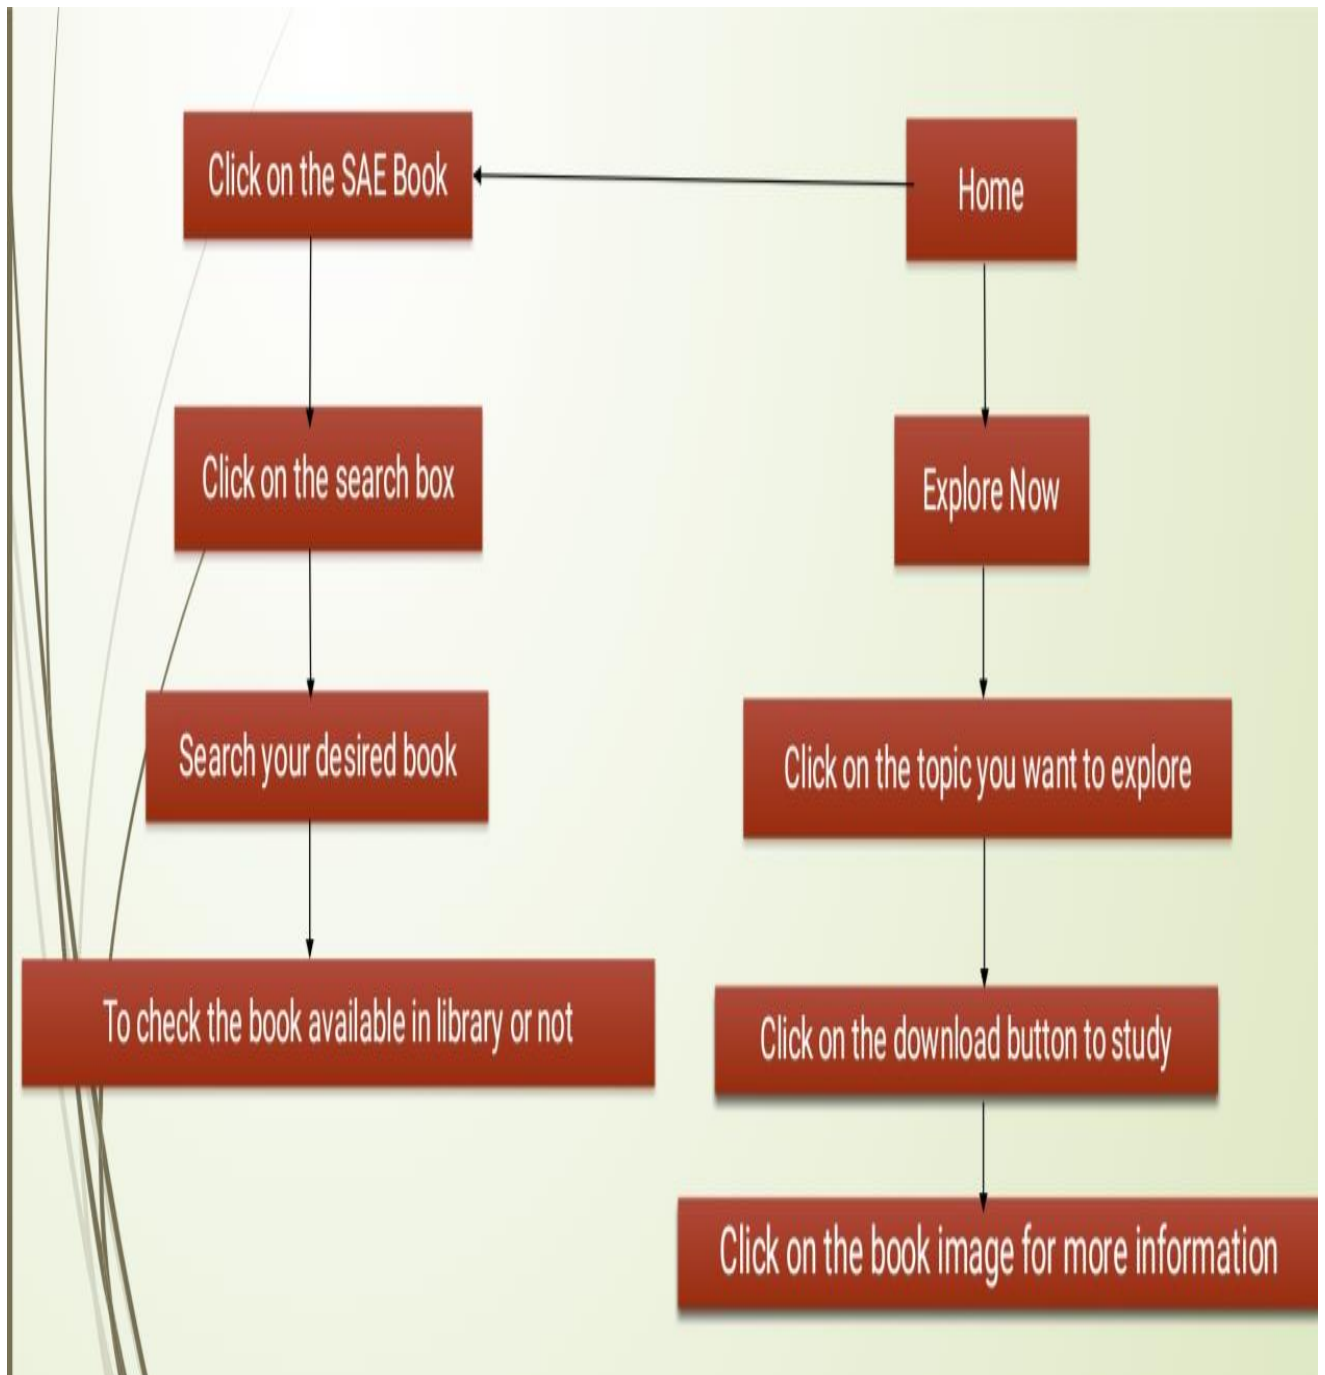 Click on the SAE Book
Home
Click on the search box
Explore Now
Search your desired book
Click on the topic you want to explore
To check the book available in library or not
Click on the download button to study
Click on the book image for more information